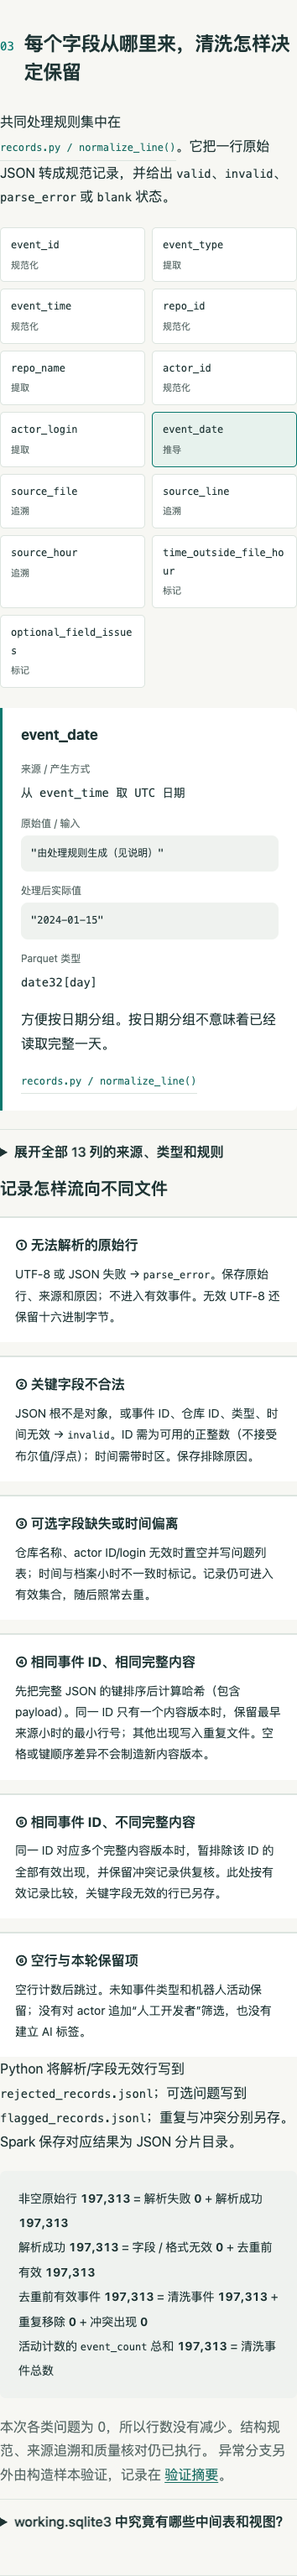 03 每个字段从哪里来，清洗怎样决
定保留
共同处理规则集中在
records.py / normalize_line()。它把一行原始
JSON 转成规范记录，并给出 valid、invalid、
parse_error 或 blank 状态。
event_id
规范化
event_type
提取
event_time
规范化
repo_id
规范化
repo_name
提取
actor_id
规范化
actor_login
提取
event_date
推导
source_file
追溯
source_line
追溯
source_hour
追溯
time_outside_file_ho
ur
标记
optional_field_issue
s
标记
event_date
来源 / 产生方式
从 event_time 取 UTC 日期
原始值 / 输入
"由处理规则生成（见说明）"
处理后实际值
"2024-01-15"
Parquet 类型
date32[day]
方便按日期分组。按日期分组不意味着已经
读取完整一天。
records.py / normalize_line()
▶ 展开全部 13 列的来源、类型和规则
记录怎样流向不同文件
① 无法解析的原始行
UTF-8 或 JSON 失败 → parse_error。保存原始
行、来源和原因；不进入有效事件。无效 UTF-8 还
保留十六进制字节。
② 关键字段不合法
JSON 根不是对象，或事件 ID、仓库 ID、类型、时
间无效 → invalid。ID 需为可用的正整数（不接受
布尔值/浮点）；时间需带时区。保存排除原因。
③ 可选字段缺失或时间偏离
仓库名称、actor ID/login 无效时置空并写问题列
表；时间与档案小时不一致时标记。记录仍可进入
有效集合，随后照常去重。
④ 相同事件 ID、相同完整内容
先把完整 JSON 的键排序后计算哈希（包含
payload）。同一 ID 只有一个内容版本时，保留最早
来源小时的最小行号；其他出现写入重复文件。空
格或键顺序差异不会制造新内容版本。
⑤ 相同事件 ID、不同完整内容
同一 ID 对应多个完整内容版本时，暂排除该 ID 的
全部有效出现，并保留冲突记录供复核。此处按有
效记录比较，关键字段无效的行已另存。
⑥ 空行与本轮保留项
空行计数后跳过。未知事件类型和机器人活动保
留；没有对 actor 追加“人工开发者”筛选，也没有
建立 AI 标签。
Python 将解析/字段无效行写到
rejected_records.jsonl；可选问题写到
flagged_records.jsonl；重复与冲突分别另存。
Spark 保存对应结果为 JSON 分片目录。
非空原始行 197,313 = 解析失败 0 + 解析成功
197,313
解析成功 197,313 = 字段 / 格式无效 0 + 去重前
有效 197,313
去重前有效事件 197,313 = 清洗事件 197,313 +
重复移除 0 + 冲突出现 0
活动计数的 event_count 总和 197,313 = 清洗事
件总数
本次各类问题为 0，所以行数没有减少。结构规
范、来源追溯和质量核对仍已执行。 异常分支另
外由构造样本验证，记录在 验证摘要。
▶ working.sqlite3 中究竟有哪些中间表和视图？